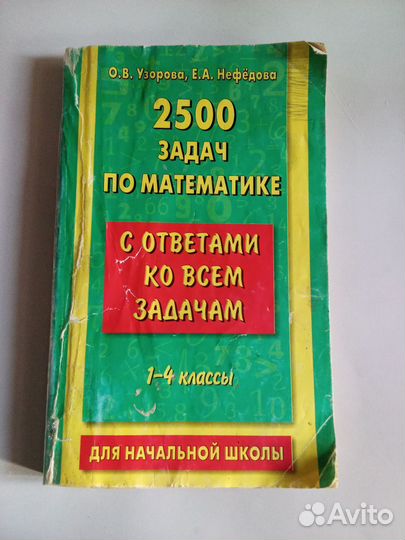 О.В. Узорова, Е.А. Нефёдова
2500
ЗАДАЧ
ПО МАТЕМАТИКЕ
С ОТВЕТАМИ
КО ВСЕМ
ЗАДАЧАМ
1–4 классы
ДЛЯ НАЧАЛЬНОЙ ШКОЛЫ
Avito